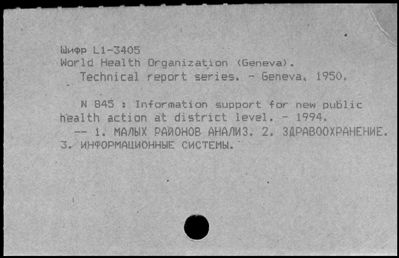 Шифр L1-3405
World Health Organization (Geneva).
Technical report series. - Geneva, 1950.
N 845 : Information support for new public
health action at district level. - 1994.
-- 1. МАЛЫХ РАЙОНОВ АНАЛИЗ. 2. ЗДРАВООХРАНЕНИЕ.
3. ИНФОРМАЦИОННЫЕ СИСТЕМЫ.